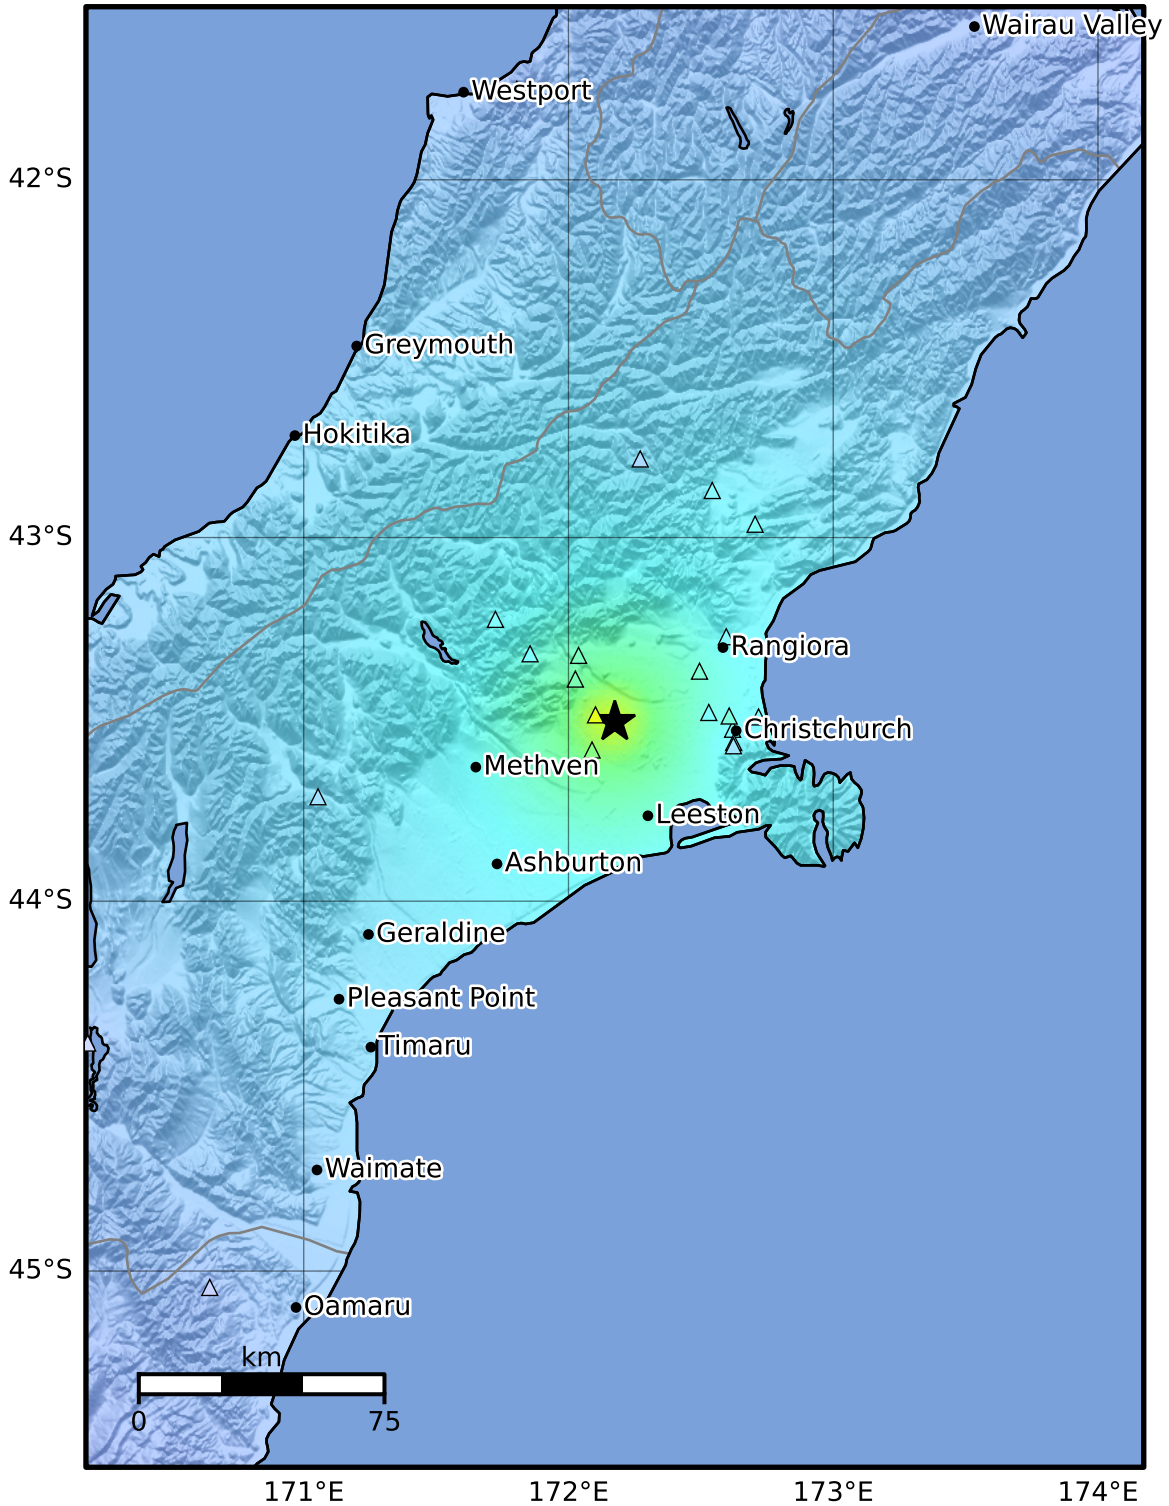 Wairau Valley
Westport
42°S
Greymouth
Hokitika
43°S
Rangiora
Christchurch
Methven
Leeston
Ashburton
44°S
Geraldine
Pleasant Point
Timaru
Waimate
45°S
Oamaru
km
0 75
171°E 172°E 173°E 174°E